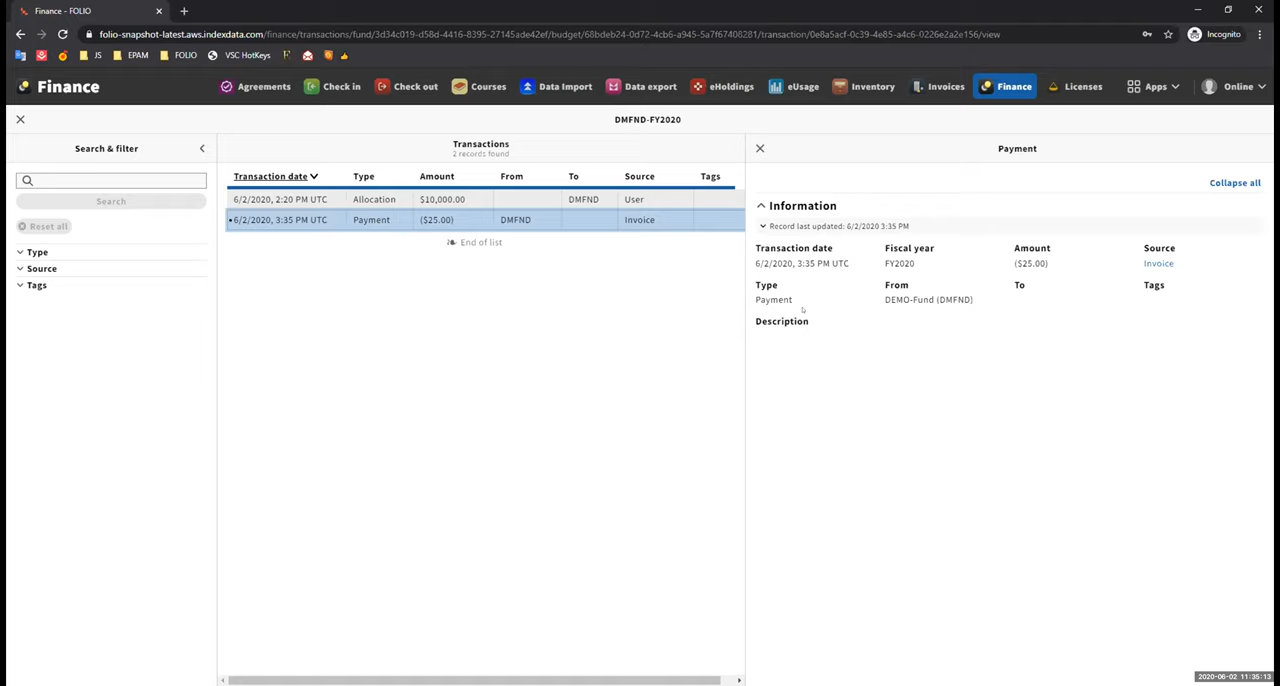 Finance - FOLIO
folio-snapshot-latest.aws.indexdata.com/finance/transactions/fund/3d34c019-d58d-4416-8395-27145ade42ef/budget/68bdeb24-0d72-4cb6-a945-5a7f67408281/transaction/0e8a5acf-0c39-4e85-a4c6-0226e2a2e156/view
Incognito
JS EPAM FOLIO VSC HotKeys
Finance Agreements Check in Check out Courses Data Import Data export eHoldings eUsage Inventory Invoices Finance Licenses Apps Online
DMFND-FY2020
Search & filter
Search
Reset all
Type
Source
Tags
Transactions
2 records found
Transaction date Type Amount From To Source Tags
6/2/2020, 2:20 PM UTC Allocation $10,000.00 DMFND User
6/2/2020, 3:35 PM UTC Payment ($25.00) DMFND Invoice
End of list
Payment
Collapse all
Information
Record last updated: 6/2/2020 3:35 PM
Transaction date Fiscal year Amount Source
6/2/2020, 3:35 PM UTC FY2020 ($25.00) Invoice
Type From To Tags
Payment DEMO-Fund (DMFND)
Description
2020-06-02 11:35:13